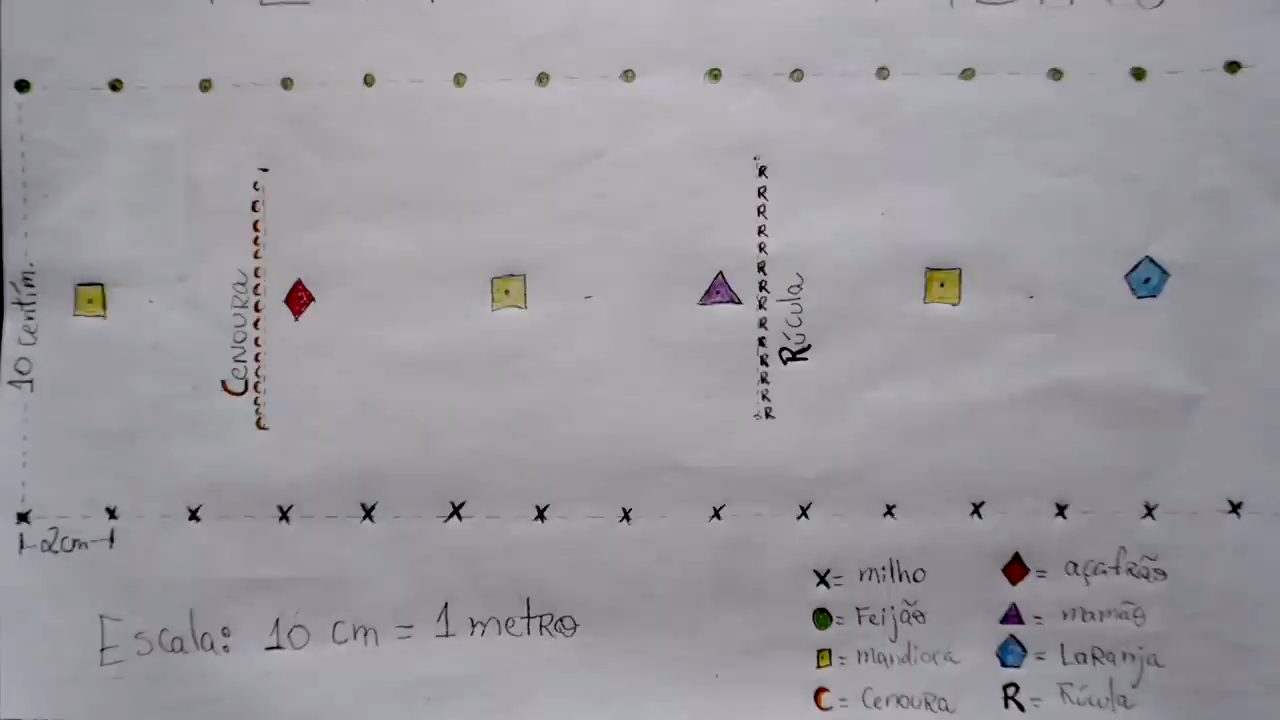 10 centím.
Cenoura
Rúcula
2cm
Escala: 10 cm = 1 metro
x = milho
= Feijão
= mandioca
C = Cenoura
= açafrão
= mamão
= Laranja
R = Rúcula